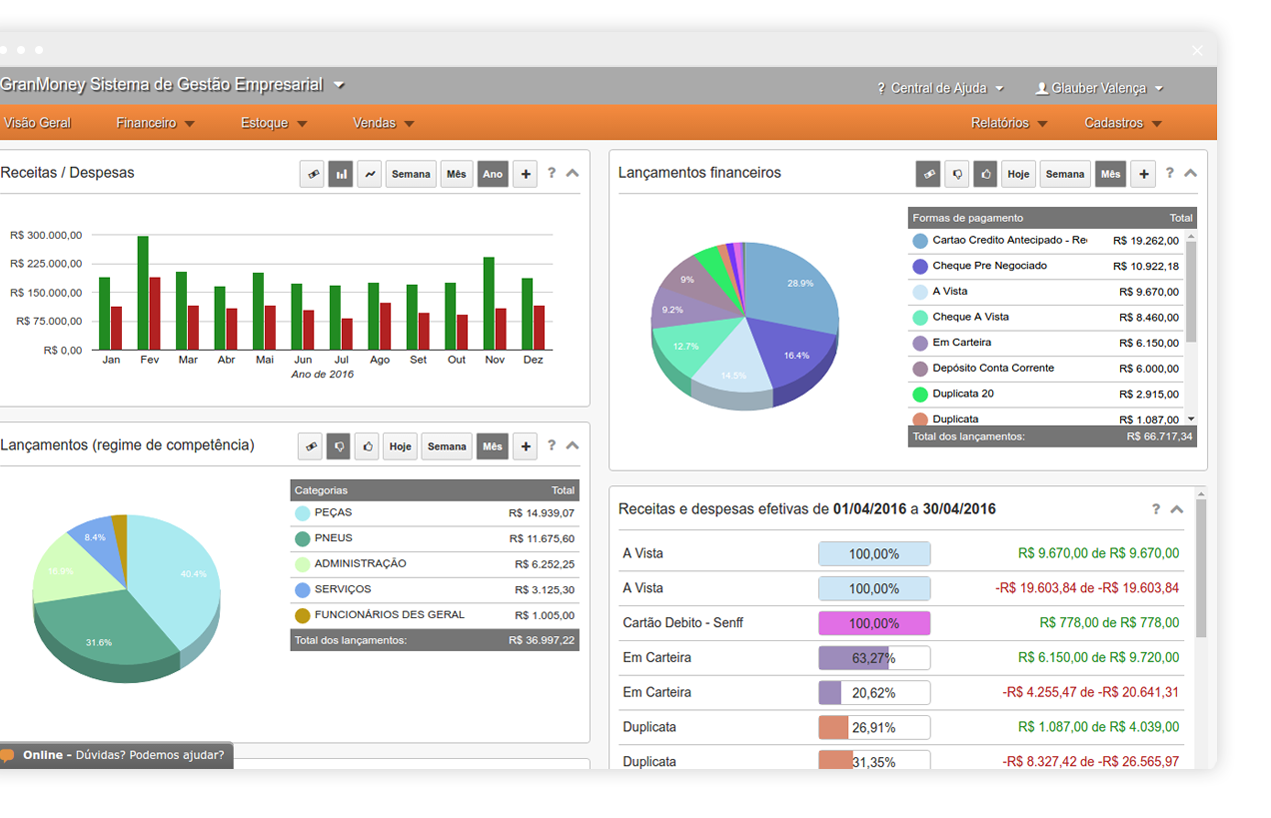 GranMoney Sistema de Gestão Empresarial
? Central de Ajuda
Glauber Valença
Visão Geral
Financeiro
Estoque
Vendas
Relatórios
Cadastros
Receitas / Despesas
Semana
Mês
Ano
+
?
R$ 300.000,00
R$ 225.000,00
R$ 150.000,00
R$ 75.000,00
R$ 0,00
Jan Fev Mar Abr Mai Jun Jul Ago Set Out Nov Dez
Ano de 2016
Lançamentos (regime de competência)
Hoje
Semana
Mês
+
?
40.4%
31.6%
16.9%
8.4%
Categorias Total
PEÇAS R$ 14.939,07
PNEUS R$ 11.675,60
ADMINISTRAÇÃO R$ 6.252,25
SERVIÇOS R$ 3.125,30
FUNCIONÁRIOS DES GERAL R$ 1.005,00
Total dos lançamentos: R$ 36.997,22
Online - Dúvidas? Podemos ajudar?
Lançamentos financeiros
Hoje
Semana
Mês
+
?
28.9%
16.4%
14.5%
12.7%
9.2%
9%
Formas de pagamento Total
Cartao Credito Antecipado - Re R$ 19.262,00
Cheque Pre Negociado R$ 10.922,18
A Vista R$ 9.670,00
Cheque A Vista R$ 8.460,00
Em Carteira R$ 6.150,00
Depósito Conta Corrente R$ 6.000,00
Duplicata 20 R$ 2.915,00
Duplicata R$ 1.087,00
Total dos lançamentos: R$ 66.717,34
Receitas e despesas efetivas de 01/04/2016 a 30/04/2016
?
A Vista 100,00% R$ 9.670,00 de R$ 9.670,00
A Vista 100,00% -R$ 19.603,84 de -R$ 19.603,84
Cartão Debito - Senff 100,00% R$ 778,00 de R$ 778,00
Em Carteira 63,27% R$ 6.150,00 de R$ 9.720,00
Em Carteira 20,62% -R$ 4.255,47 de -R$ 20.641,31
Duplicata 26,91% R$ 1.087,00 de R$ 4.039,00
Duplicata 31,35% -R$ 8.327,42 de -R$ 26.565,97